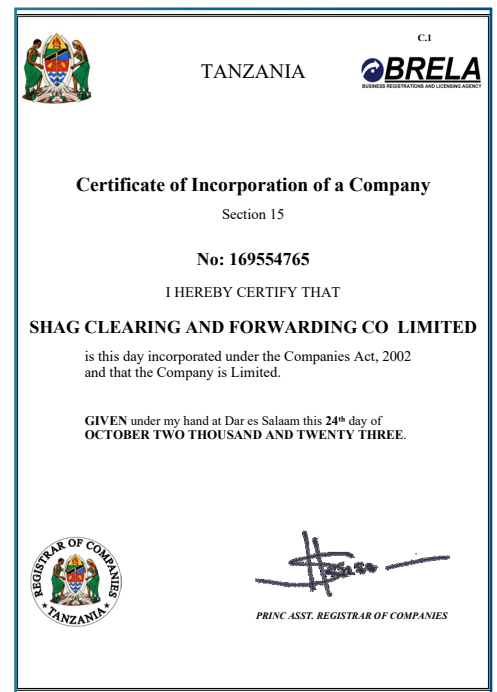 C.1
TANZANIA
BRELA
BUSINESS REGISTRATIONS AND LICENSING AGENCY
Certificate of Incorporation of a Company
Section 15
No: 169554765
I HEREBY CERTIFY THAT
SHAG CLEARING AND FORWARDING CO LIMITED
is this day incorporated under the Companies Act, 2002
and that the Company is Limited.
GIVEN under my hand at Dar es Salaam this 24th day of
OCTOBER TWO THOUSAND AND TWENTY THREE.
REGISTRAR OF COMPANIES
TANZANIA
PRINC ASST. REGISTRAR OF COMPANIES